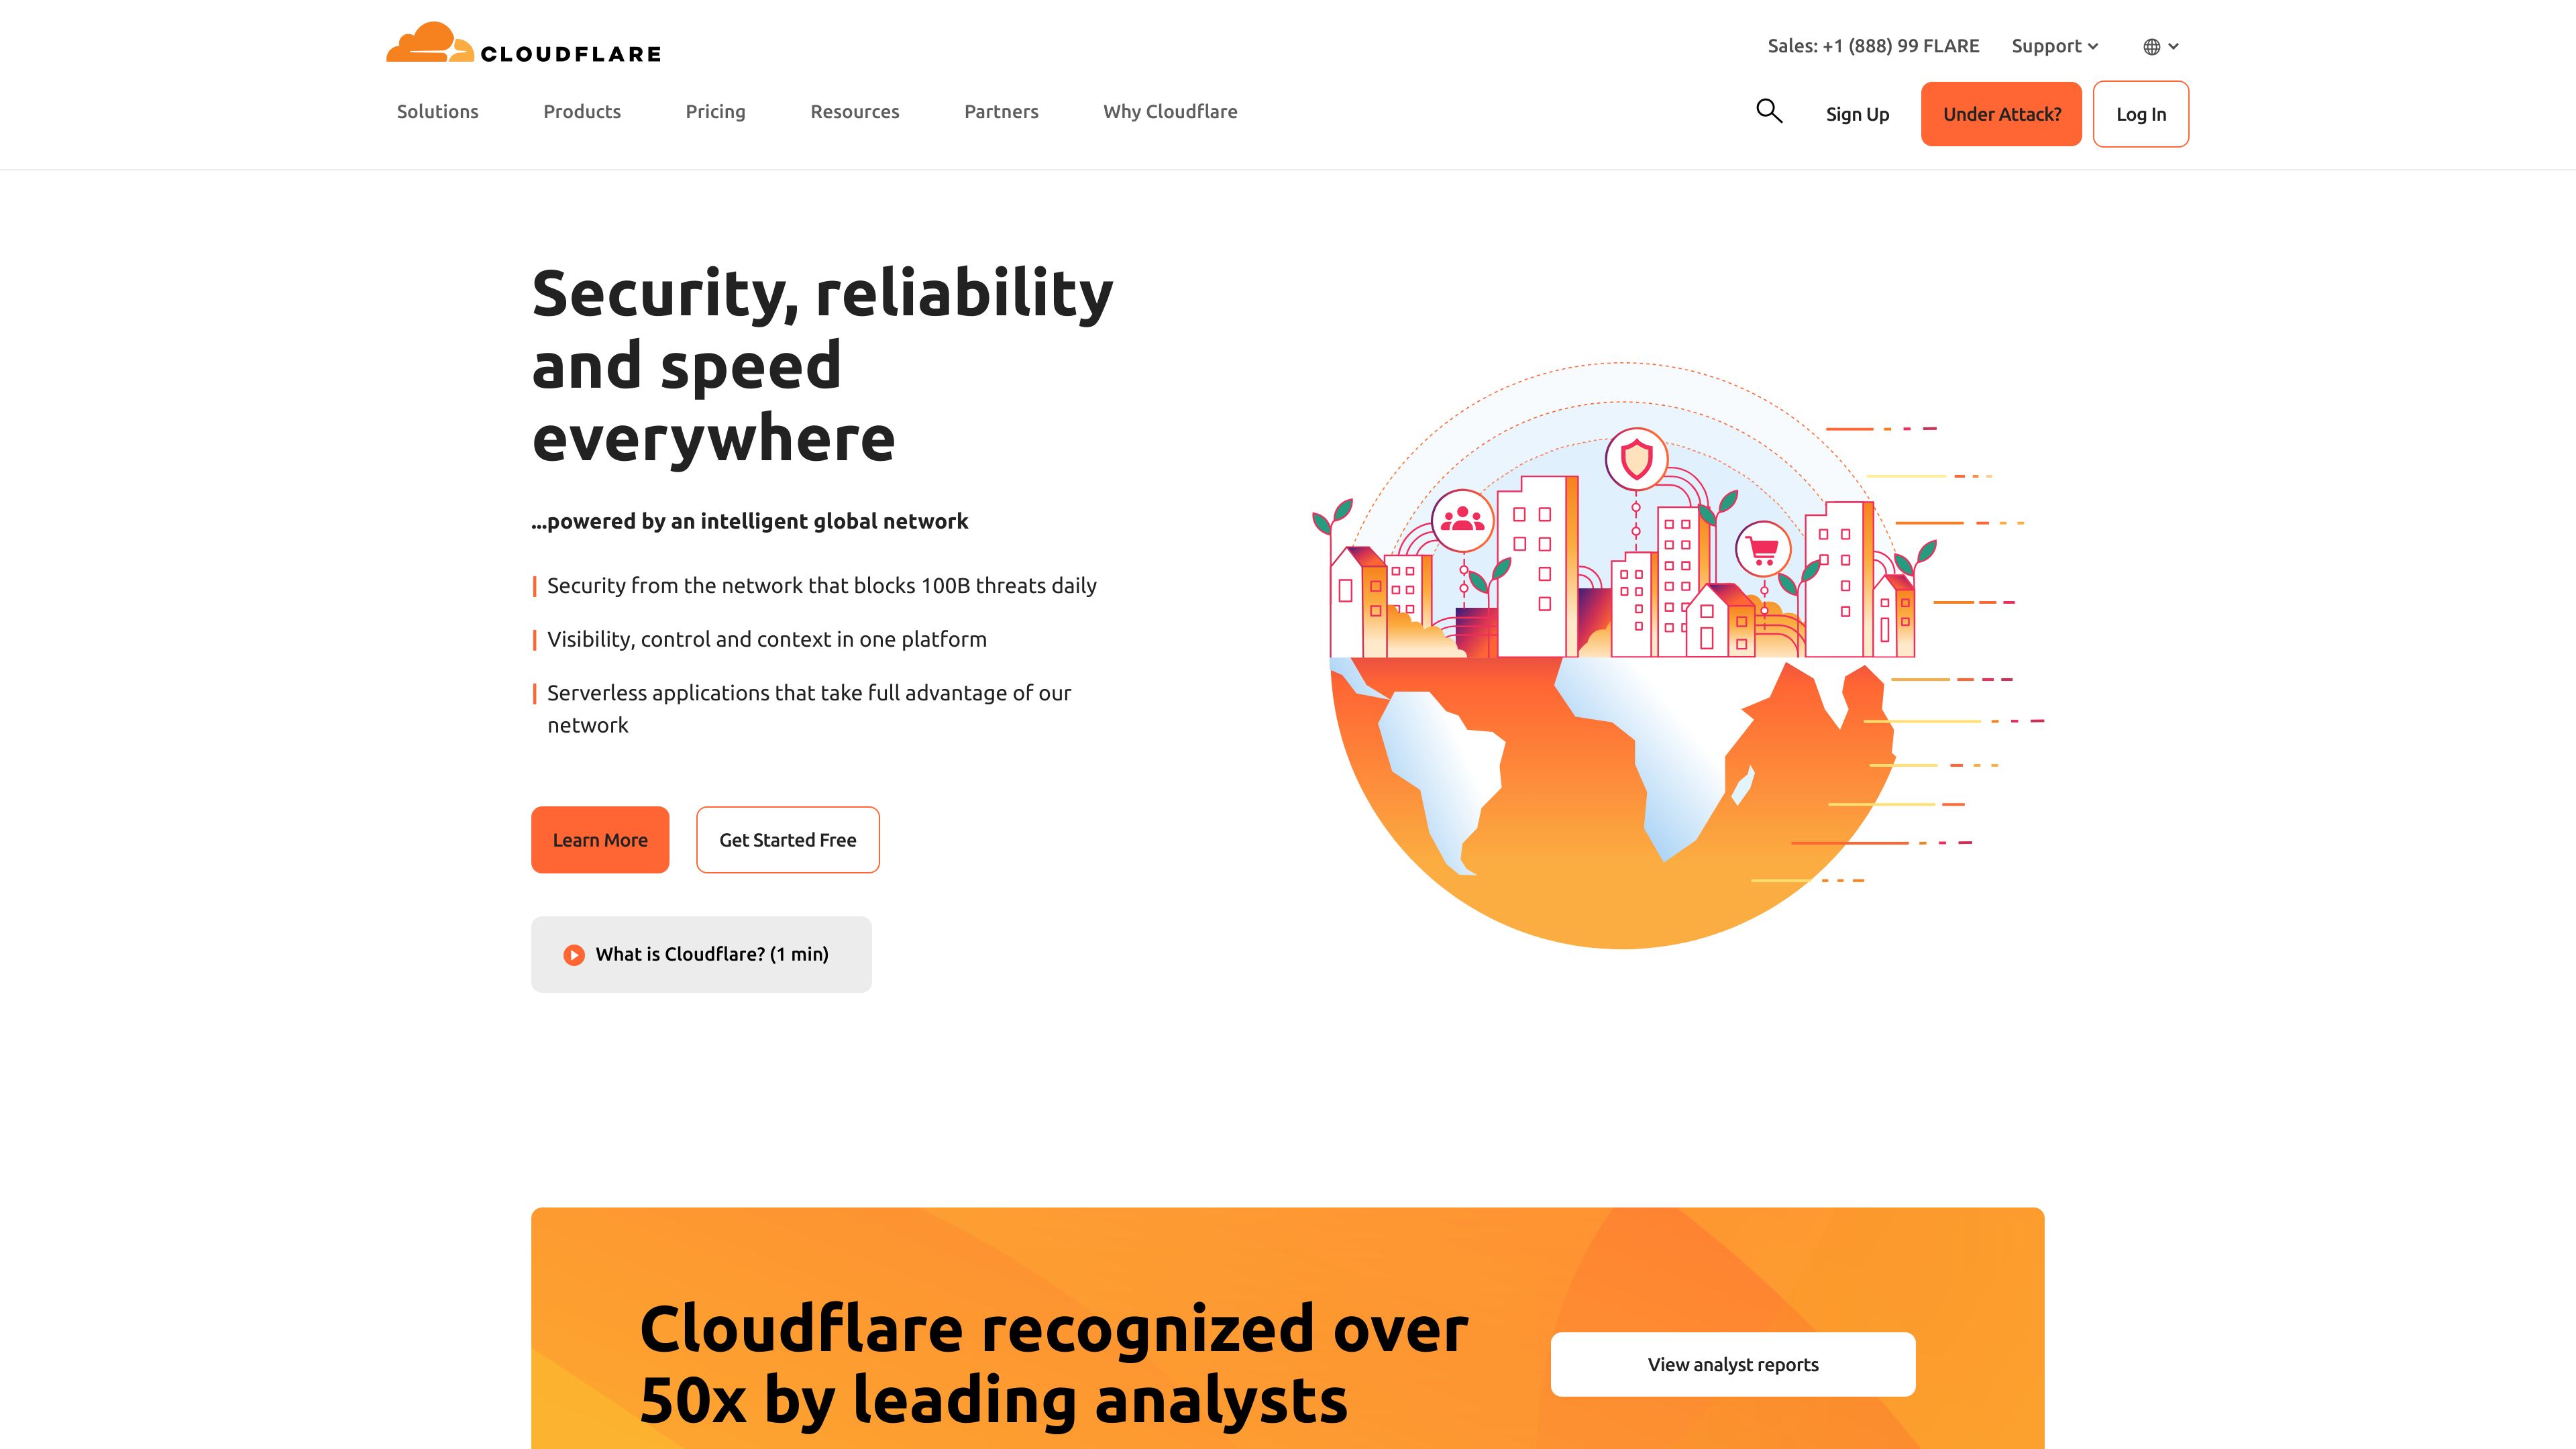 CLOUDFLARE
Sales: +1 (888) 99 FLARE
Support
Solutions
Products
Pricing
Resources
Partners
Why Cloudflare
Sign Up
Under Attack?
Log In
Security, reliability
and speed
everywhere
...powered by an intelligent global network
Security from the network that blocks 100B threats daily
Visibility, control and context in one platform
Serverless applications that take full advantage of our
network
Learn More
Get Started Free
What is Cloudflare? (1 min)
Cloudflare recognized over
50x by leading analysts
View analyst reports